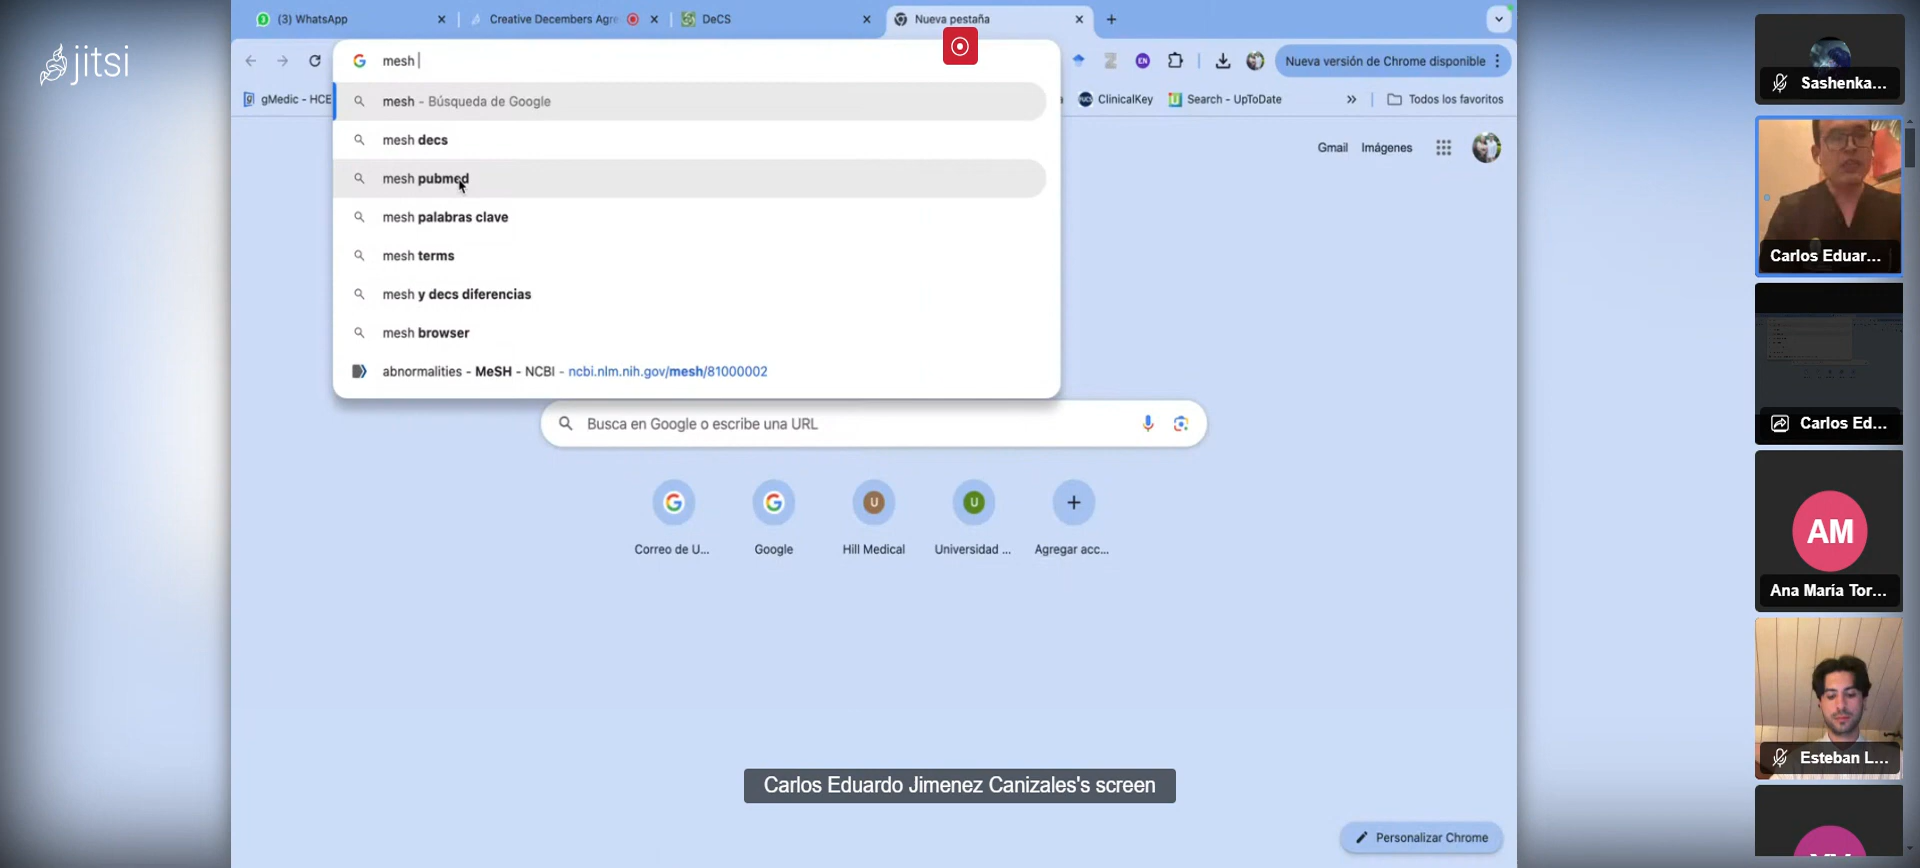 jitsi
(3) WhatsApp
Creative Decembers Agre
DeCS
Nueva pestaña
mesh
EN
Nueva versión de Chrome disponible
gMedic - HCE
ClinicalKey
Search - UpToDate
Todos los favoritos
mesh - Búsqueda de Google
mesh decs
mesh pubmed
mesh palabras clave
mesh terms
mesh y decs diferencias
mesh browser
abnormalities - MeSH - NCBI - ncbi.nlm.nih.gov/mesh/81000002
Gmail Imágenes
Busca en Google o escribe una URL
U
U
Correo de U...
Google
Hill Medical
Universidad ...
Agregar acc...
Carlos Eduardo Jimenez Canizales's screen
Personalizar Chrome
Sashenka...
Carlos Eduar...
Carlos Ed...
AM
Ana María Tor...
Esteban L...